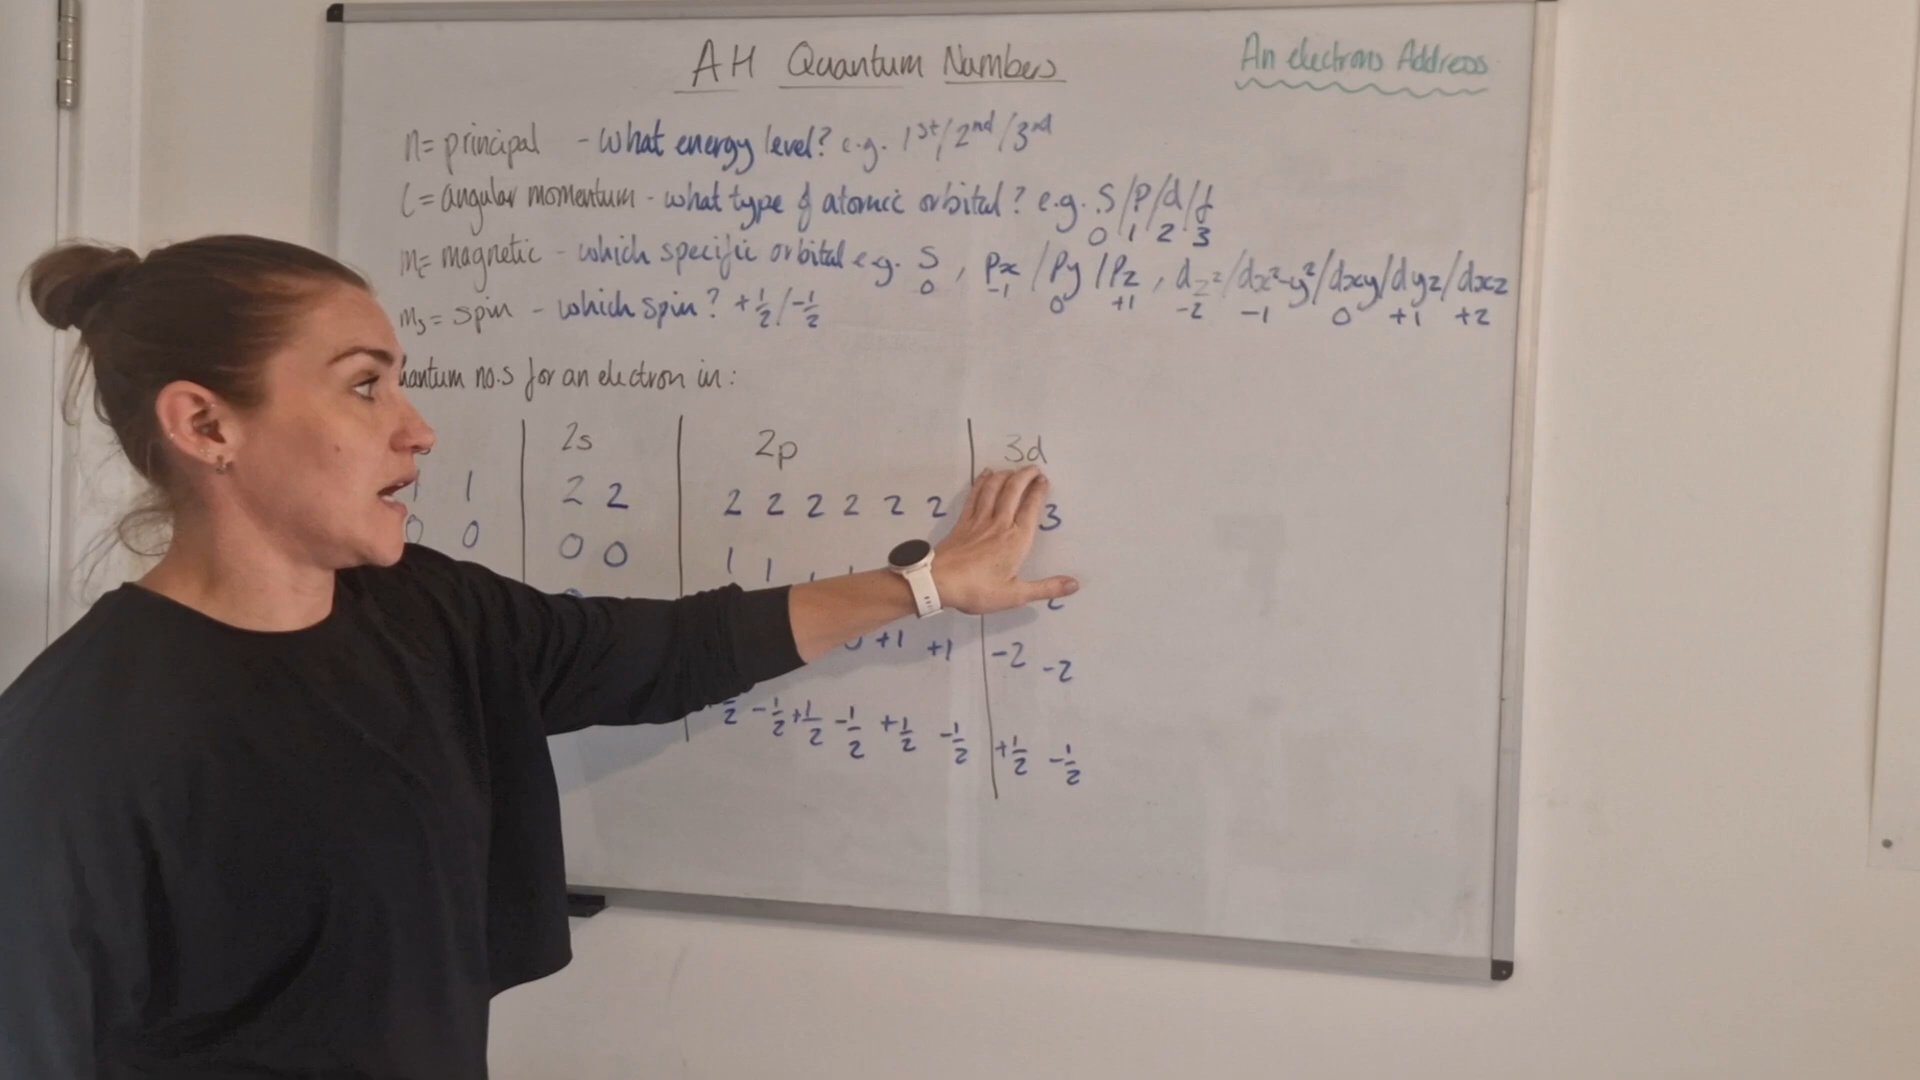 AH Quantum Numbers
An electrons Address
n = principal - what energy level? e.g. 1st/2nd/3rd
l = angular momentum - what type of atomic orbital? e.g. s/p/d/f
0 1 2 3
ml = magnetic - which specific orbital e.g. s, px/py/pz, dz²/dx²-y²/dxy/dyz/dxz
0 -1 0 +1 -2 -1 0 +1 +2
ms = spin - which spin? +1/2/-1/2
no.s for an electron in:
2s 2p 3d
1 1 2 2 2 2 2 2 2 2 3
0 0 0 0 1 1
+1 +1 -2 -2
-1/2 +1/2 -1/2 +1/2 -1/2 +1/2 -1/2